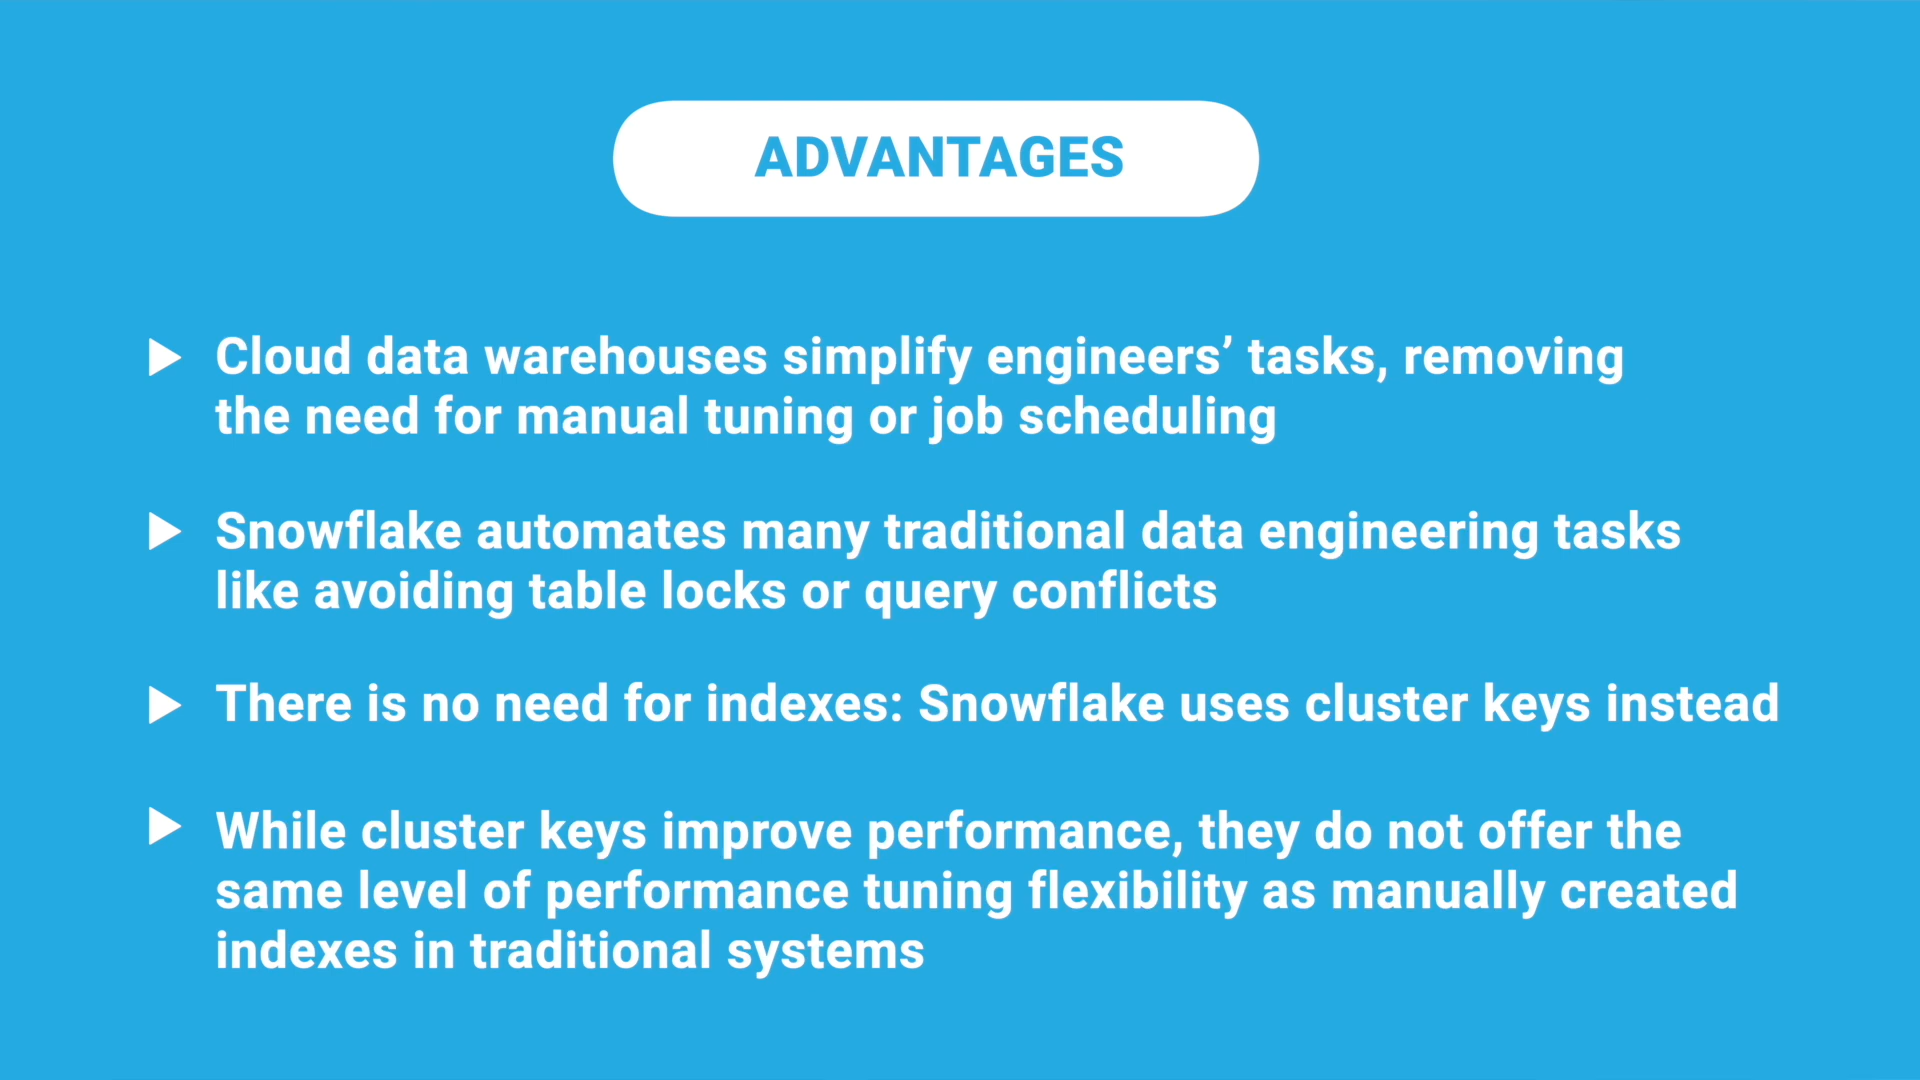 ADVANTAGES
Cloud data warehouses simplify engineers’ tasks, removing
the need for manual tuning or job scheduling
Snowflake automates many traditional data engineering tasks
like avoiding table locks or query conflicts
There is no need for indexes: Snowflake uses cluster keys instead
While cluster keys improve performance, they do not offer the
same level of performance tuning flexibility as manually created
indexes in traditional systems